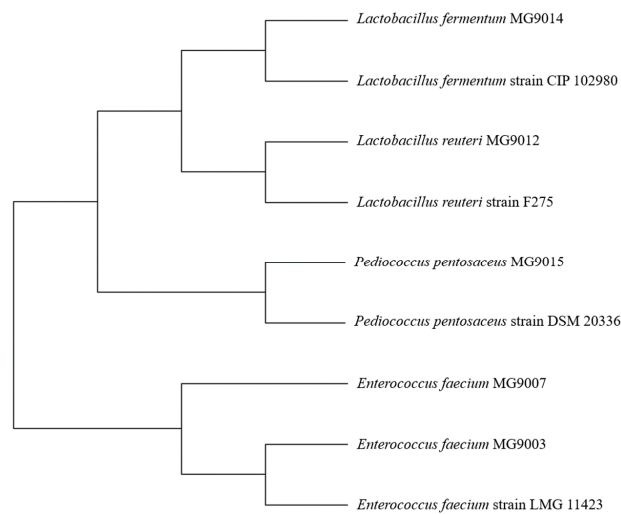 Lactobacillus fermentum MG9014
Lactobacillus fermentum strain CIP 102980
Lactobacillus reuteri MG9012
Lactobacillus reuteri strain F275
Pediococcus pentosaceus MG9015
Pediococcus pentosaceus strain DSM 20336
Enterococcus faecium MG9007
Enterococcus faecium MG9003
Enterococcus faecium strain LMG 11423